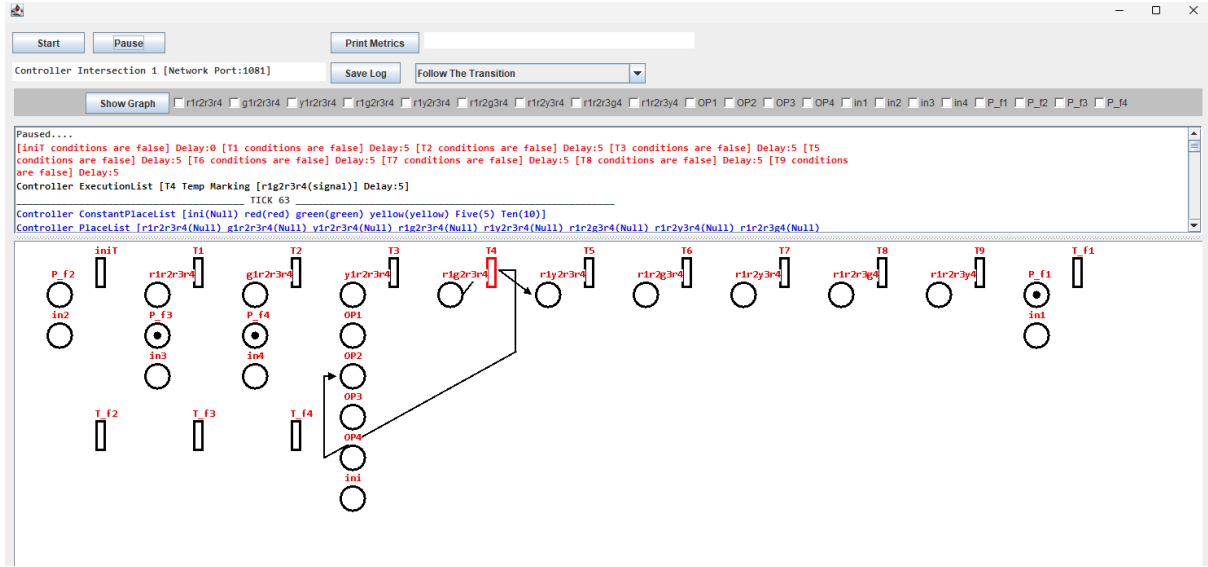 Start Pause Print Metrics
Controller Intersection 1 [Network Port:1081] Save Log Follow The Transition
Show Graph r1r2r3r4 g1r2r3r4 y1r2r3r4 r1g2r3r4 r1y2r3r4 r1r2g3r4 r1r2y3r4 r1r2r3g4 r1r2r3y4 OP1 OP2 OP3 OP4 in1 in2 in3 in4 P_f1 P_f2 P_f3 P_f4
Paused....
[iniT conditions are false] Delay:0 [T1 conditions are false] Delay:5 [T2 conditions are false] Delay:5 [T3 conditions are false] Delay:5 [T5
conditions are false] Delay:5 [T6 conditions are false] Delay:5 [T7 conditions are false] Delay:5 [T8 conditions are false] Delay:5 [T9 conditions
are false] Delay:5
Controller ExecutionList [T4 Temp Marking [r1g2r3r4(signal)] Delay:5]
TICK 63
Controller ConstantPlaceList [ini(Null) red(red) green(green) yellow(yellow) Five(5) Ten(10)]
Controller PlaceList [r1r2r3r4(Null) g1r2r3r4(Null) y1r2r3r4(Null) r1g2r3r4(Null) r1y2r3r4(Null) r1r2g3r4(Null) r1r2y3r4(Null) r1r2r3g4(Null)
iniT T1 T2 T3 T4 T5 T6 T7 T8 T9 T_f1
P_f2 r1r2r3r4 g1r2r3r4 y1r2r3r4 r1g2r3r4 r1y2r3r4 r1r2g3r4 r1r2y3r4 r1r2r3g4 r1r2r3y4 P_f1
in2 P_f3 P_f4 OP1 in1
in3 in4 OP2
OP3
T_f2 T_f3 T_f4
OP4
ini